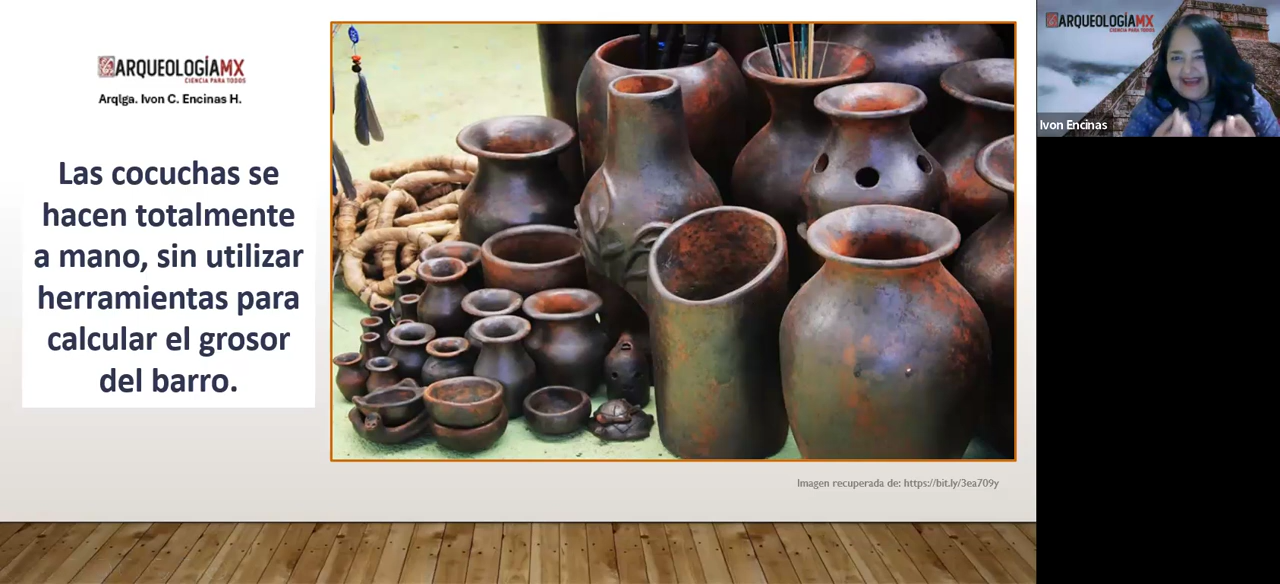 ARQUEOLOGÍAMX
CIENCIA PARA TODOS
Arqlga. Ivon C. Encinas H.
Las cocuchas se
hacen totalmente
a mano, sin utilizar
herramientas para
calcular el grosor
del barro.
Imagen recuperada de: https://bit.ly/3ea709y
ARQUEOLOGÍAMX
CIENCIA PARA TODOS
Ivon Encinas